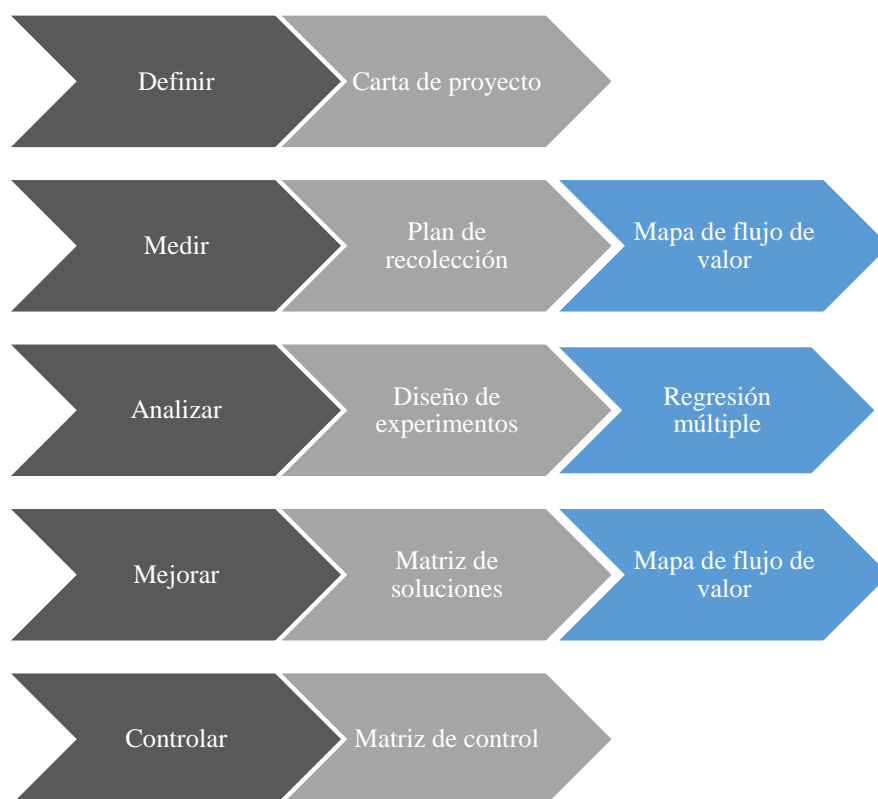 Definir
Carta de proyecto
Medir
Plan de
recolección
Mapa de flujo de
valor
Analizar
Diseño de
experimentos
Regresión
múltiple
Mejorar
Matriz de
soluciones
Mapa de flujo de
valor
Controlar
Matriz de control